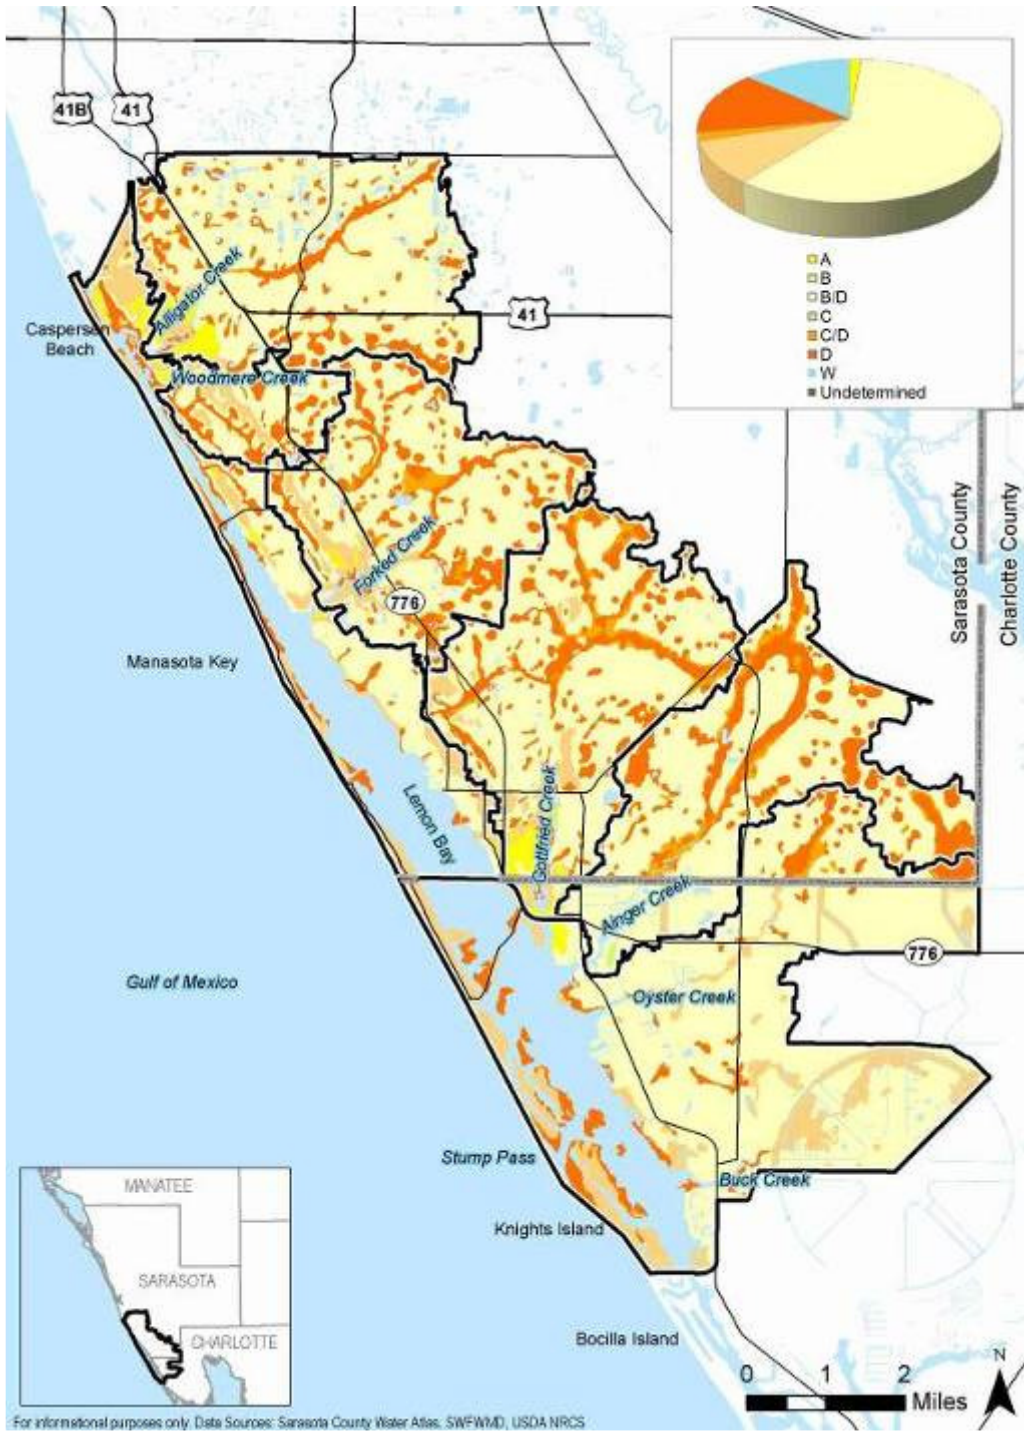 41B
41
A
B
B/D
C
C/D
D
W
Undetermined
Alligator Creek
41
Caspersen
Beach
Woodmere Creek
Sarasota County
Charlotte County
Forked Creek
776
Manasota Key
Lemon Bay
Gottfried Creek
Ainger Creek
776
Gulf of Mexico
Oyster Creek
Stump Pass
Buck Creek
Knights Island
MANATEE
SARASOTA
CHARLOTTE
Bocilla Island
N
0 1 2
Miles
For informational purposes only. Data Sources: Sarasota County Water Atlas, SWFWMD, USDA NRCS